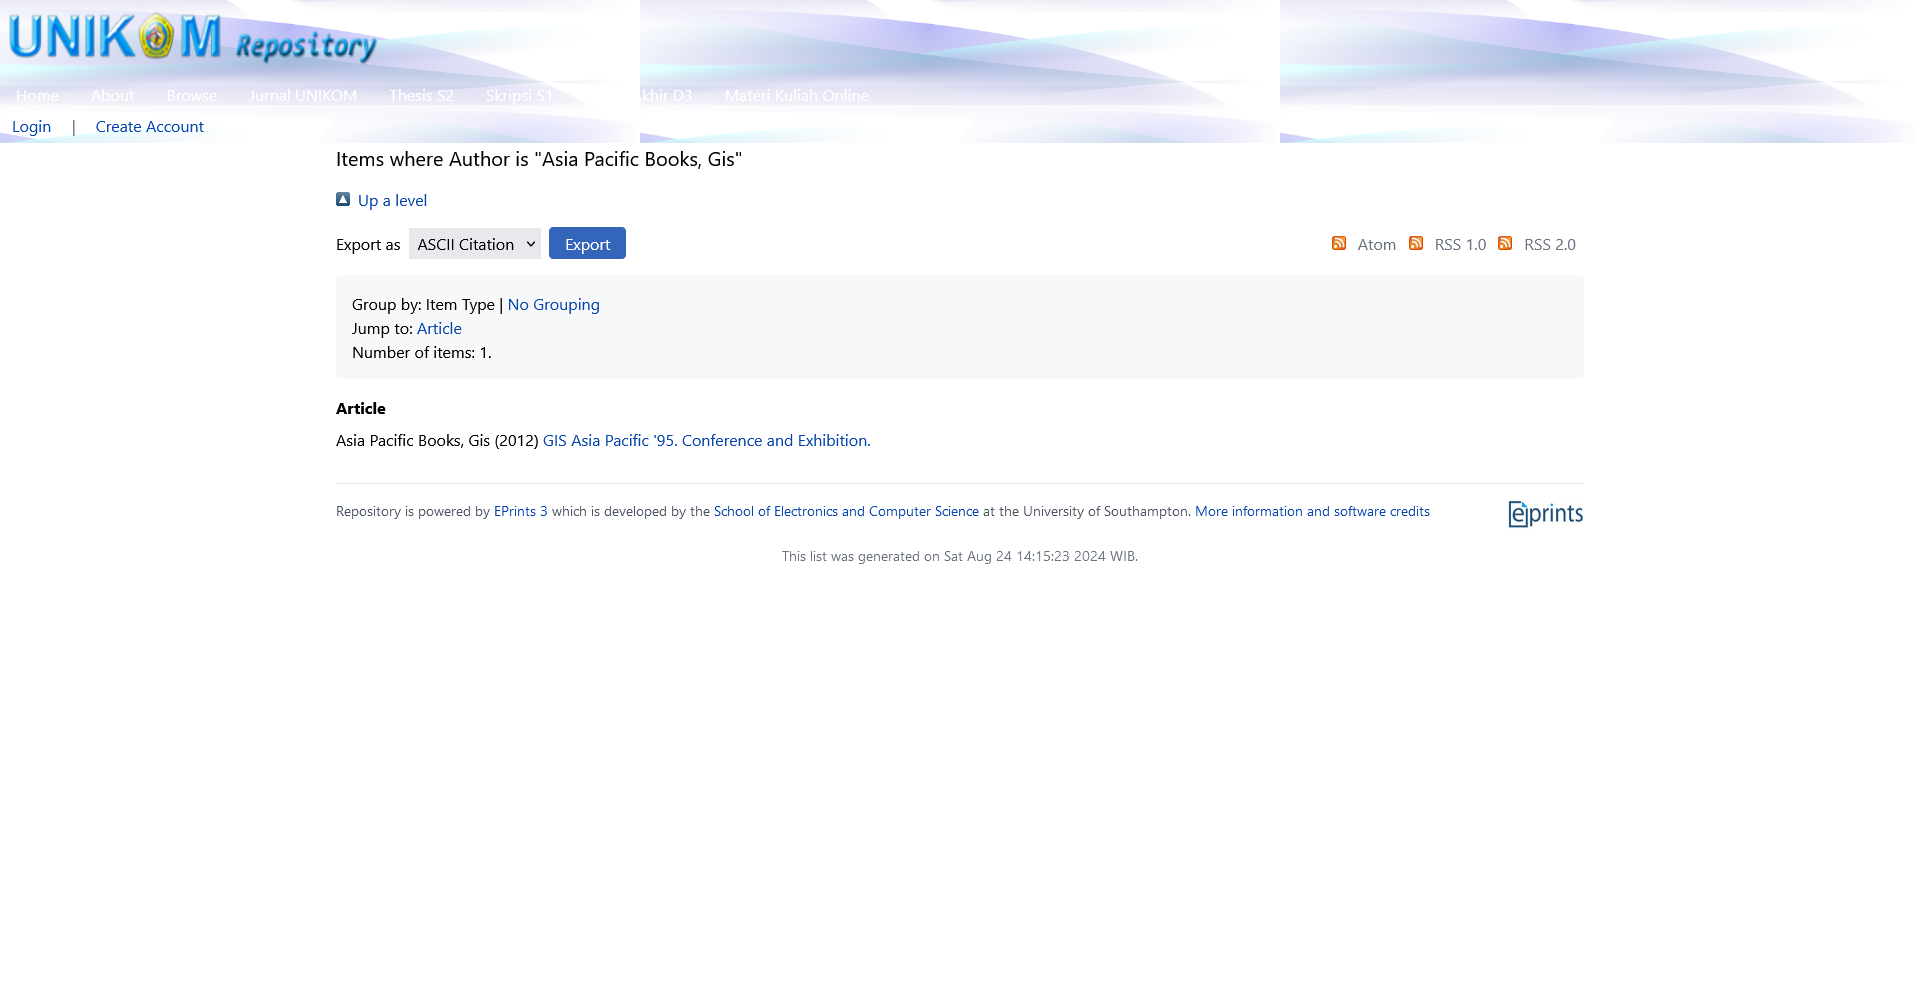 UNIKOM Repository
Home About Browse Jurnal UNIKOM Thesis S2 Skripsi S1 Akhir D3 Materi Kuliah Online
Login | Create Account
Items where Author is "Asia Pacific Books, Gis"
Up a level
Export as ASCII Citation Export Atom RSS 1.0 RSS 2.0
Group by: Item Type | No Grouping
Jump to: Article
Number of items: 1.
Article
Asia Pacific Books, Gis (2012) GIS Asia Pacific '95. Conference and Exhibition.
Repository is powered by EPrints 3 which is developed by the School of Electronics and Computer Science at the University of Southampton. More information and software credits
eprints
This list was generated on Sat Aug 24 14:15:23 2024 WIB.